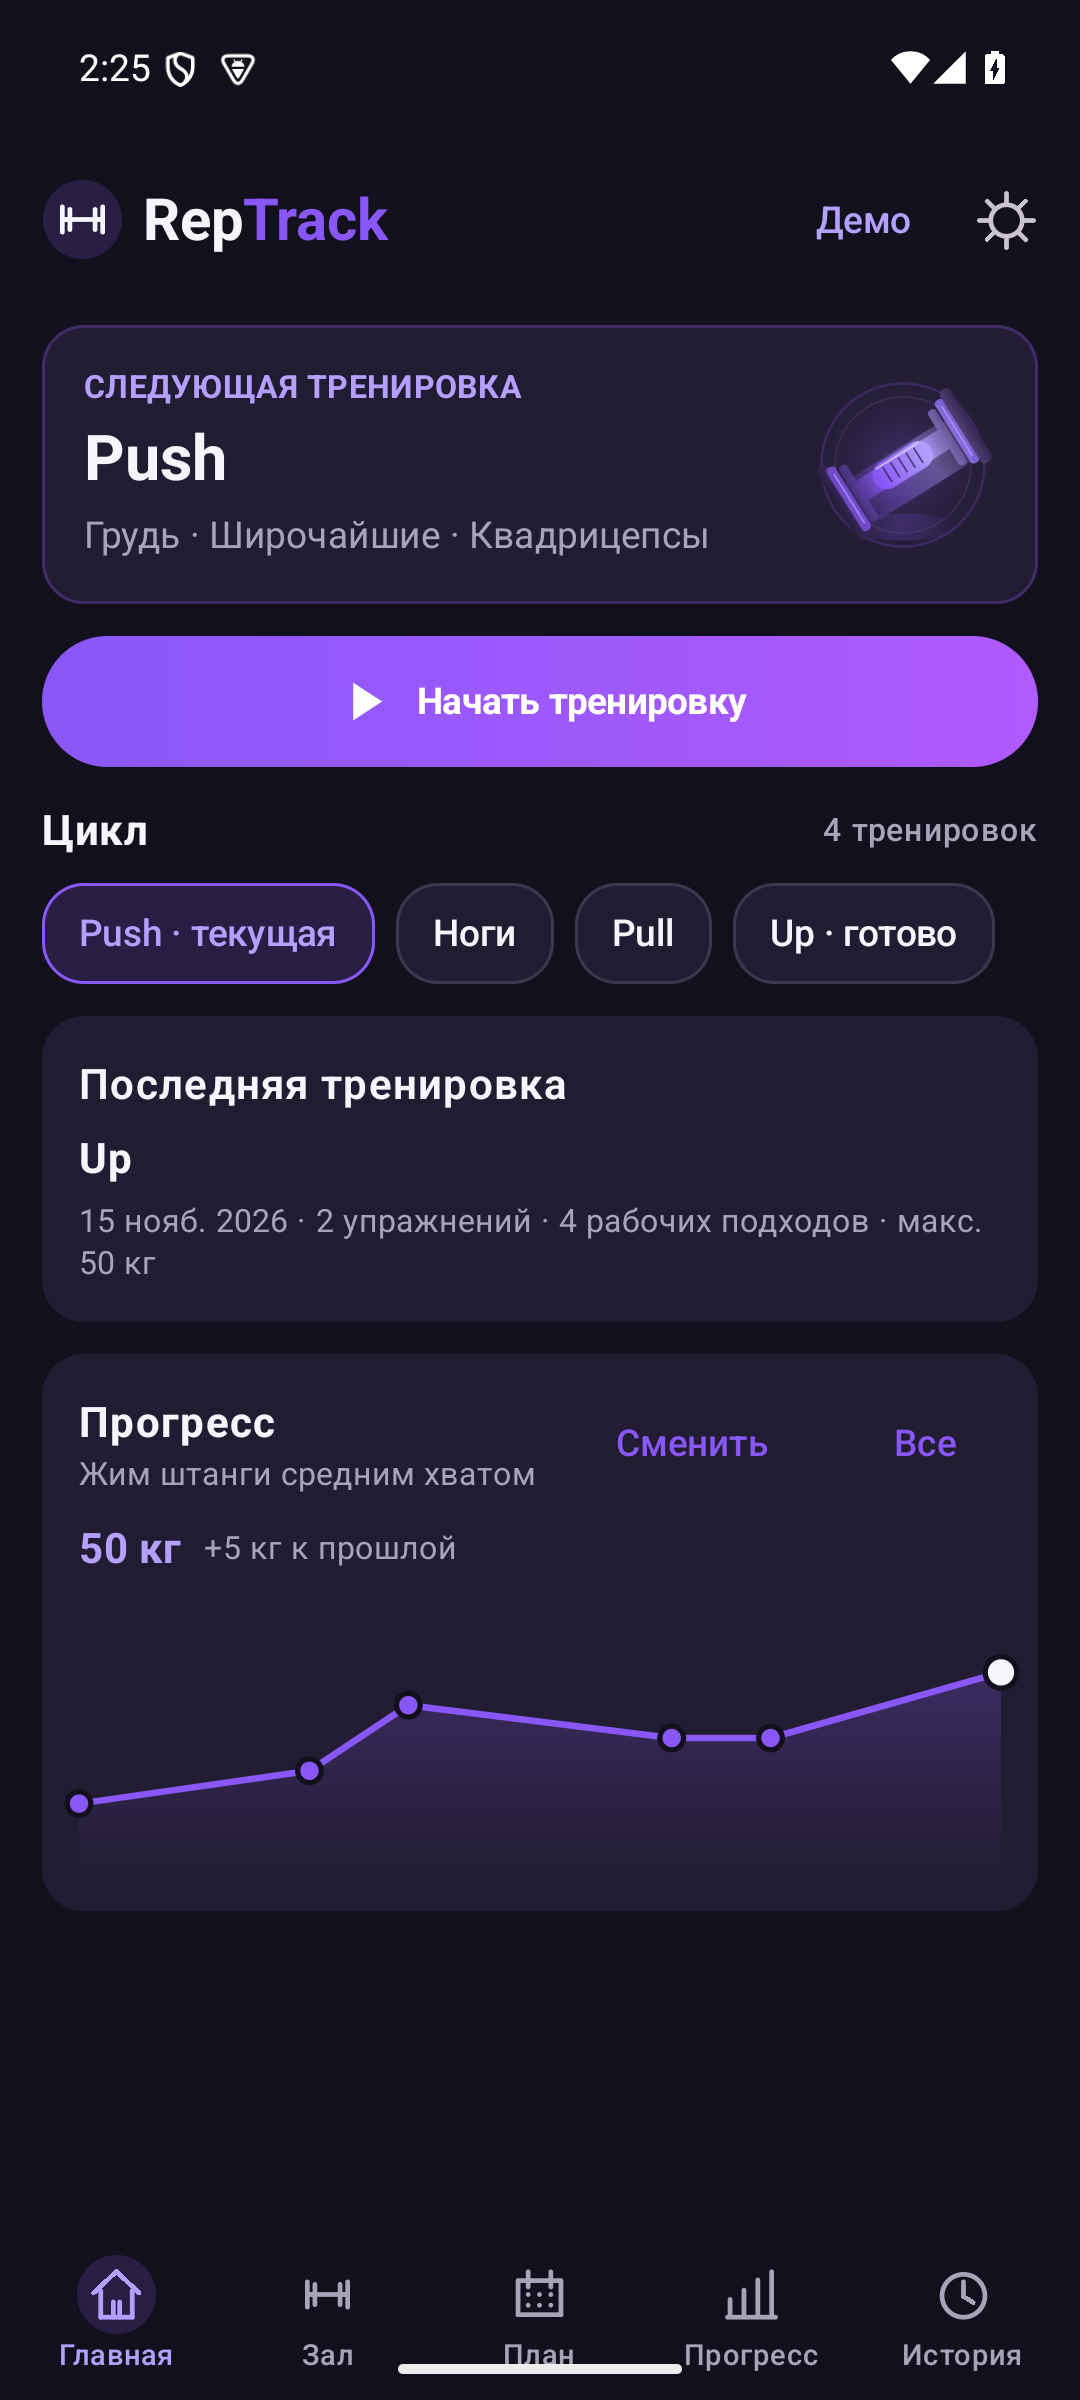 2:25
RepTrack
Демо
СЛЕДУЮЩАЯ ТРЕНИРОВКА
Push
Грудь · Широчайшие · Квадрицепсы
Начать тренировку
Цикл
4 тренировок
Push · текущая
Ноги
Pull
Up · готово
Последняя тренировка
Up
15 нояб. 2026 · 2 упражнений · 4 рабочих подходов · макс.
50 кг
Прогресс
Сменить
Все
Жим штанги средним хватом
50 кг +5 кг к прошлой
Главная
Зал
План
Прогресс
История